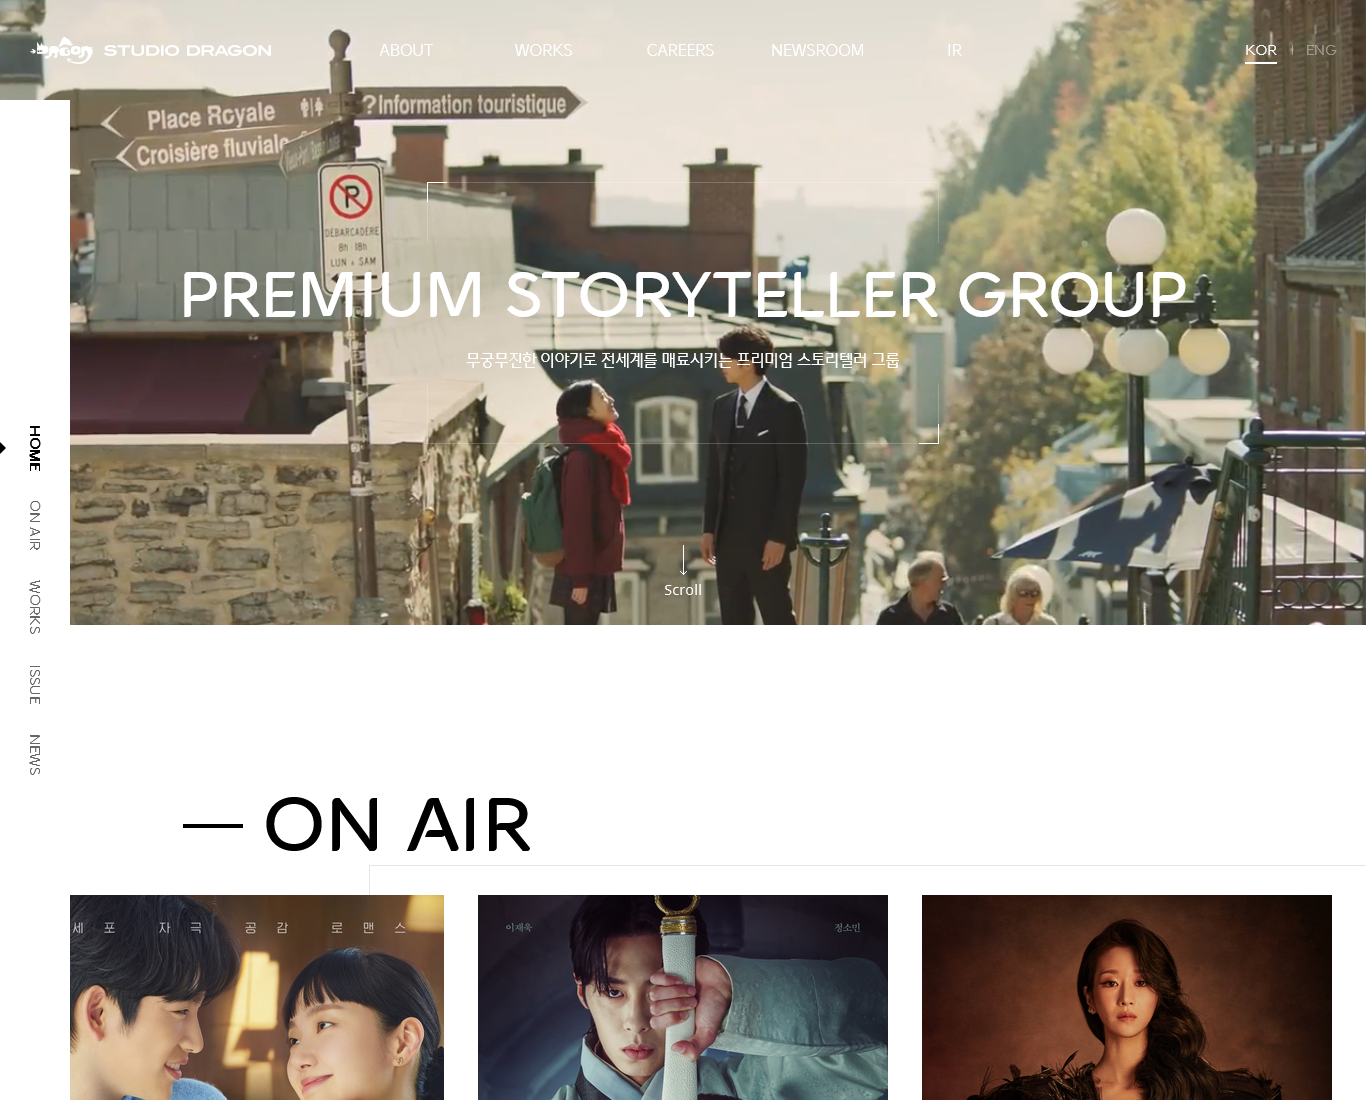 DRAGON STUDIO DRAGON
ABOUT
WORKS
CAREERS
NEWSROOM
IR
KOR
ENG
Place Royale
?Information touristique
Croisière fluviale
DÉBARCADÈRE
8h 18h
LUN à SAM
PREMIUM STORYTELLER GROUP
무궁무진한 이야기로 전세계를 매료시키는 프리미엄 스토리텔러 그룹
Scroll
HOME
ON AIR
WORKS
ISSUE
NEWS
ON AIR
세포 자극 공감 로맨스
이재욱
정소민